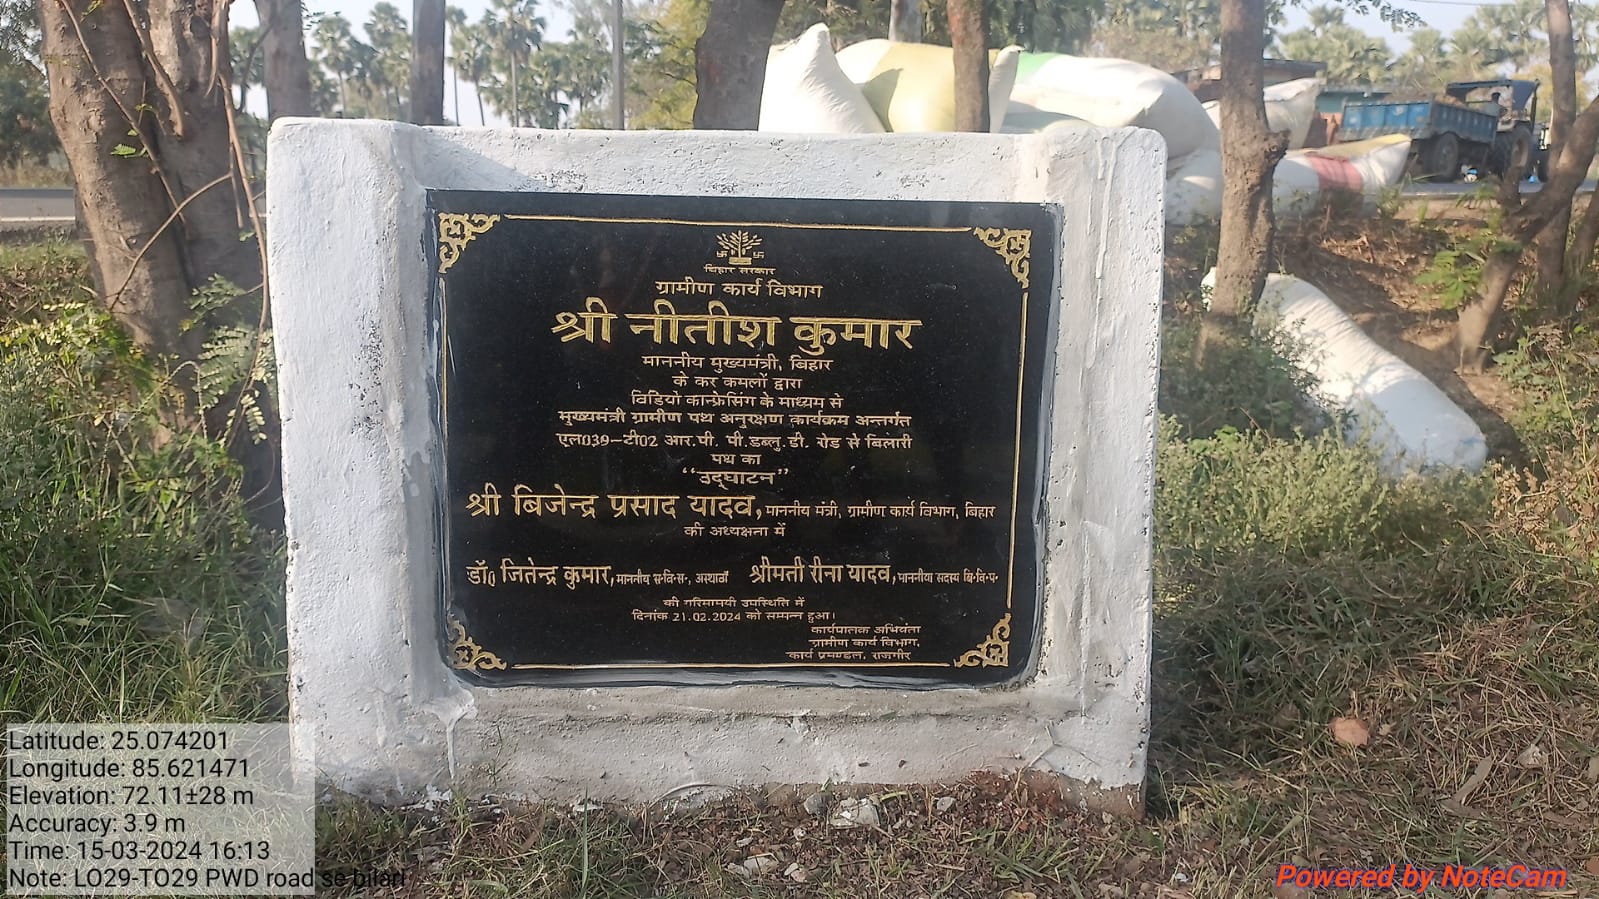 बिहार सरकार
ग्रामीण कार्य विभाग
श्री नीतीश कुमार
माननीय मुख्यमंत्री, बिहार
के कर कमलों द्वारा
विडियो कान्फ्रेसिंग के माध्यम से
मुख्यमंत्री ग्रामीण पथ अनुरक्षण कार्यक्रम अन्तर्गत
एल039-टी02 आर.पी. पी.डब्लु.डी. रोड से बिलारी
पथ का
“उद्घाटन”
श्री बिजेन्द्र प्रसाद यादव, माननीय मंत्री, ग्रामीण कार्य विभाग, बिहार
की अध्यक्षता में
डॉ0 जितेन्द्र कुमार, माननीय स॰वि॰स॰, अस्थावाँ श्रीमती रीना यादव, माननीया सदस्य बि॰वि॰प॰
की गरिमामयी उपस्थिति में
दिनांक 21.02.2024 को सम्पन्न हुआ।
कार्यपालक अभियंता
ग्रामीण कार्य विभाग,
कार्य प्रमण्डल, राजगीर
Latitude: 25.074201
Longitude: 85.621471
Elevation: 72.11±28 m
Accuracy: 3.9 m
Time: 15-03-2024 16:13
Note: LO29-TO29 PWD road se bilari
Powered by NoteCam